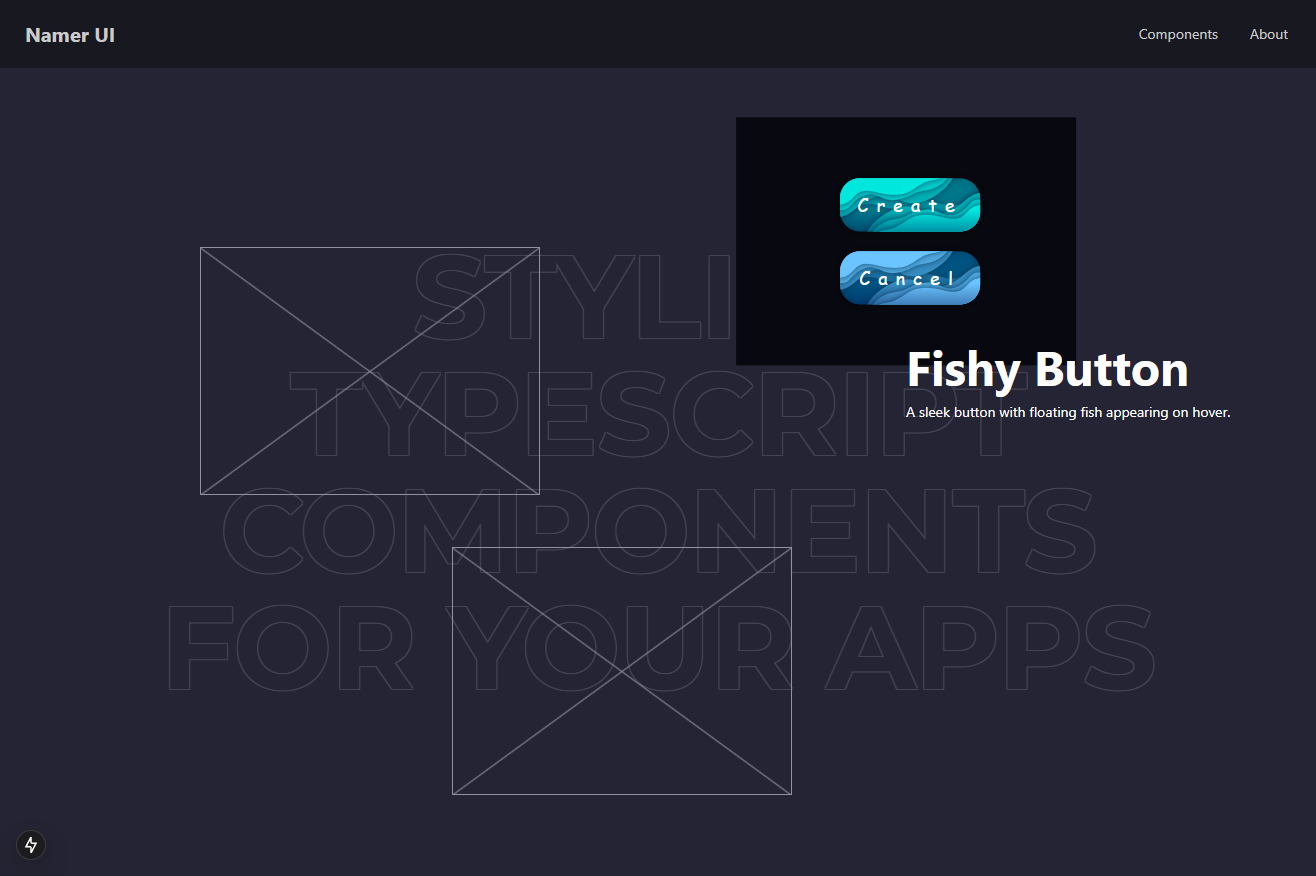 Namer UI
Components About
Create
Cancel
STYLI
Fishy Button
TYPESCRIPT
A sleek button with floating fish appearing on hover.
COMPONENTS
FOR YOUR APPS